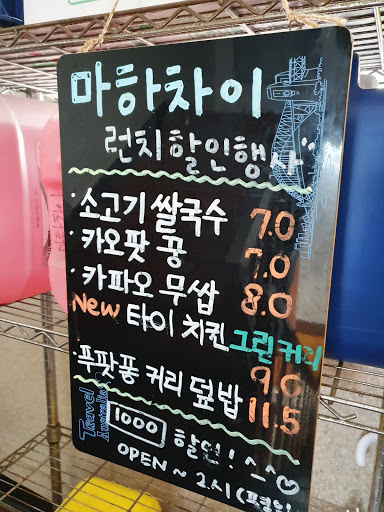 마하차이
런치할인행사
· 소고기 쌀국수 7.0
· 카오팟 꿍 7.0
· 카파오 무쌉 8.0
NEW 타이 치킨 그린커리 9.0
· 푸팟퐁 커리 덮밥 11.5
1000 할인! ^^
OPEN ~ 2시 (평일
Travel
Australia